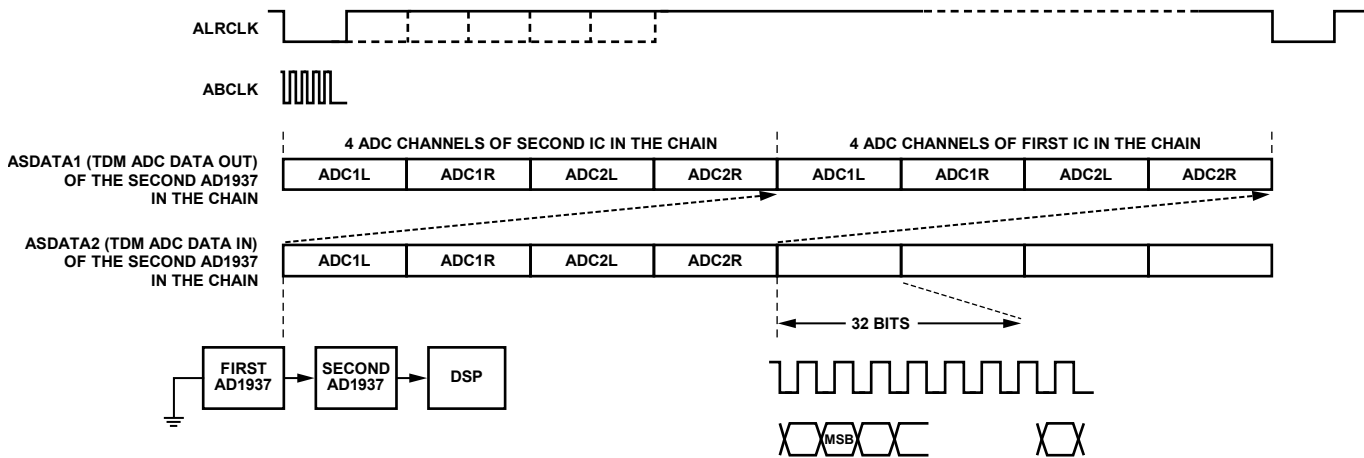 ALRCLK
ABCLK
4 ADC CHANNELS OF SECOND IC IN THE CHAIN
4 ADC CHANNELS OF FIRST IC IN THE CHAIN
ASDATA1 (TDM ADC DATA OUT)
OF THE SECOND AD1937
IN THE CHAIN
ADC1L
ADC1R
ADC2L
ADC2R
ADC1L
ADC1R
ADC2L
ADC2R
ASDATA2 (TDM ADC DATA IN)
OF THE SECOND AD1937
IN THE CHAIN
ADC1L
ADC1R
ADC2L
ADC2R
32 BITS
FIRST
AD1937
SECOND
AD1937
DSP
MSB